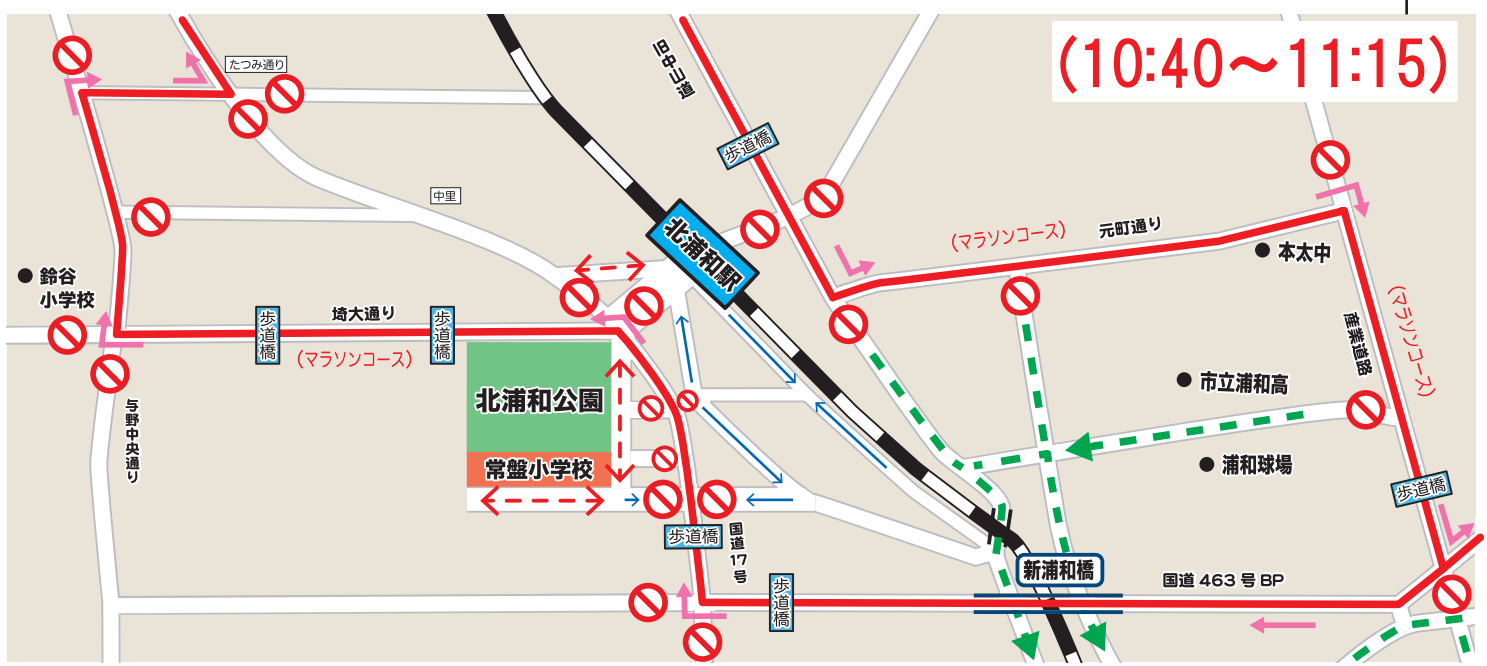 (10:40〜11:15)
たつみ通り
旧中山道
歩道橋
中里
北浦和駅
(マラソンコース)
元町通り
本太中
鈴谷
小学校
歩道橋
埼大通り
歩道橋
(マラソンコース)
産業道路
(マラソンコース)
北浦和公園
市立浦和高
与野中央通り
常盤小学校
浦和球場
歩道橋
歩道橋
国道17号
新浦和橋
国道463号BP
歩道橋